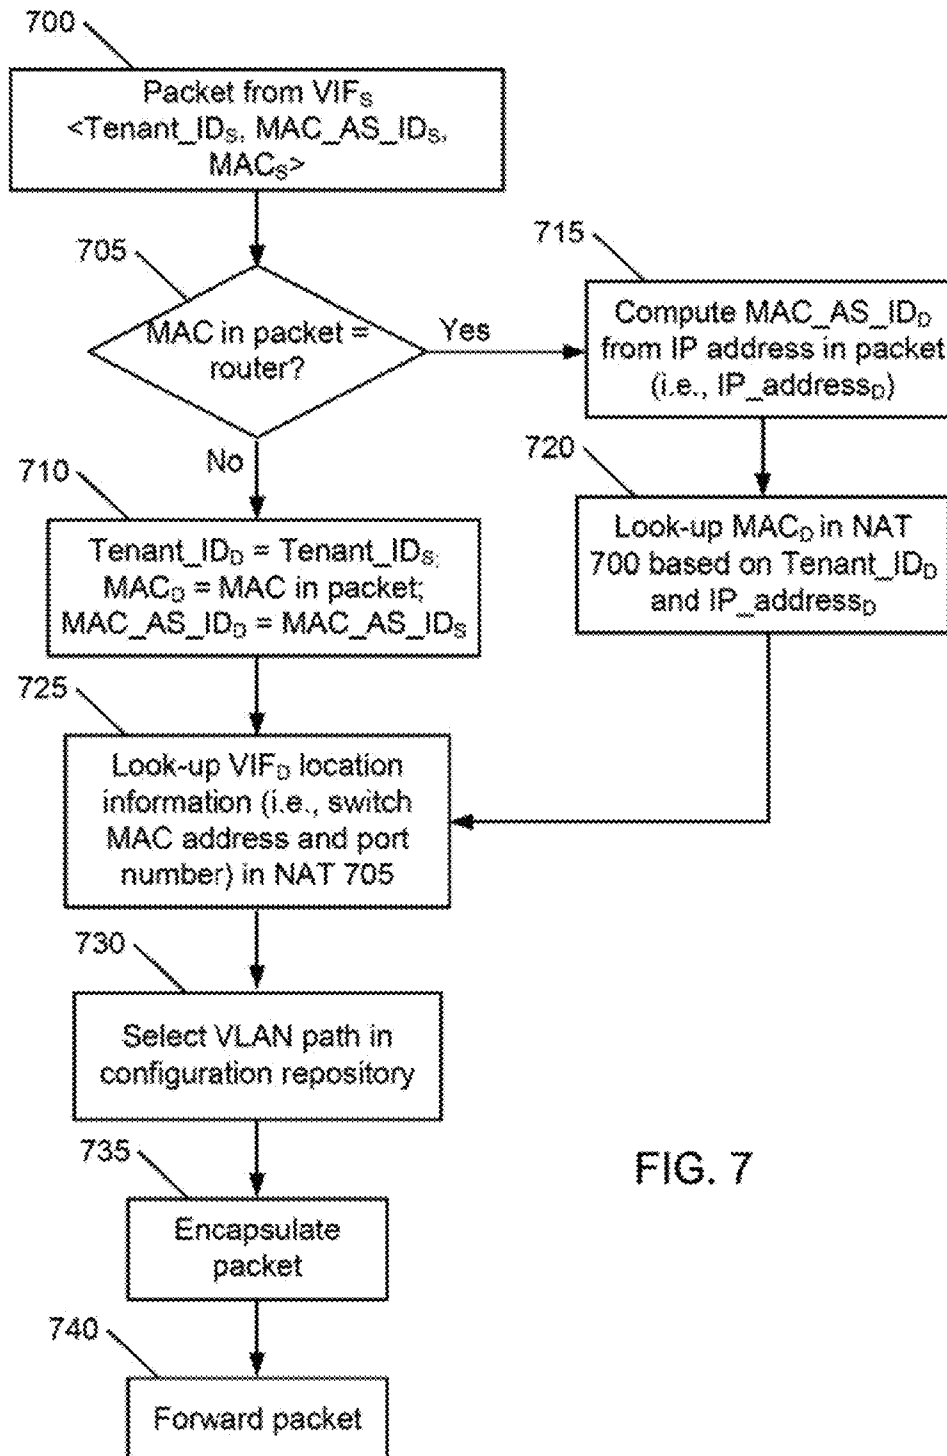 700
Packet from VIFS
<Tenant_IDS, MAC_AS_IDS,
MACS>
705
MAC in packet =
router?
Yes
No
715
Compute MAC_AS_IDD
from IP address in packet
(i.e., IP_addressD)
720
Look-up MACD in NAT
700 based on Tenant_IDD
and IP_addressD
710
Tenant_IDD = Tenant_IDS;
MACD = MAC in packet;
MAC_AS_IDD = MAC_AS_IDS
725
Look-up VIFD location
information (i.e., switch
MAC address and port
number) in NAT 705
730
Select VLAN path in
configuration repository
735
Encapsulate
packet
740
Forward packet
FIG. 7